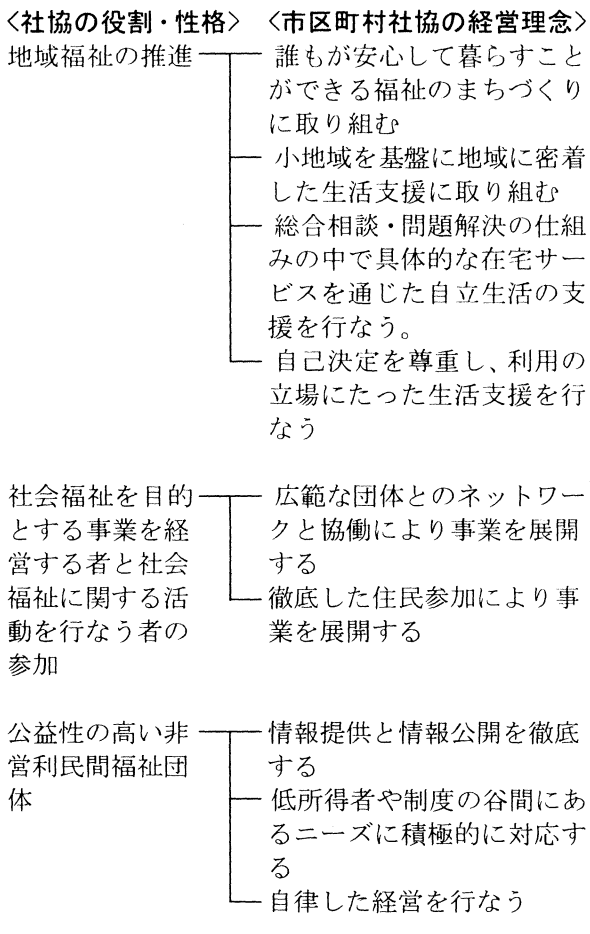 <社協の役割・性格>
<市区町村社協の経営理念>
地域福祉の推進
誰もが安心して暮らすこと
ができる福祉のまちづくり
に取り組む
小地域を基盤に地域に密着
した生活支援に取り組む
総合相談・問題解決の仕組
みの中で具体的な在宅サー
ビスを通じた自立生活の支
援を行なう。
自己決定を尊重し、利用の
立場にたった生活支援を行
なう
社会福祉を目的
とする事業を経
営する者と社会
福祉に関する活
動を行なう者の
参加
広範な団体とのネットワー
クと協働により事業を展開
する
徹底した住民参加により事
業を展開する
公益性の高い非
営利民間福祉団
体
情報提供と情報公開を徹底
する
低所得者や制度の谷間にあ
るニーズに積極的に対応す
る
自律した経営を行なう